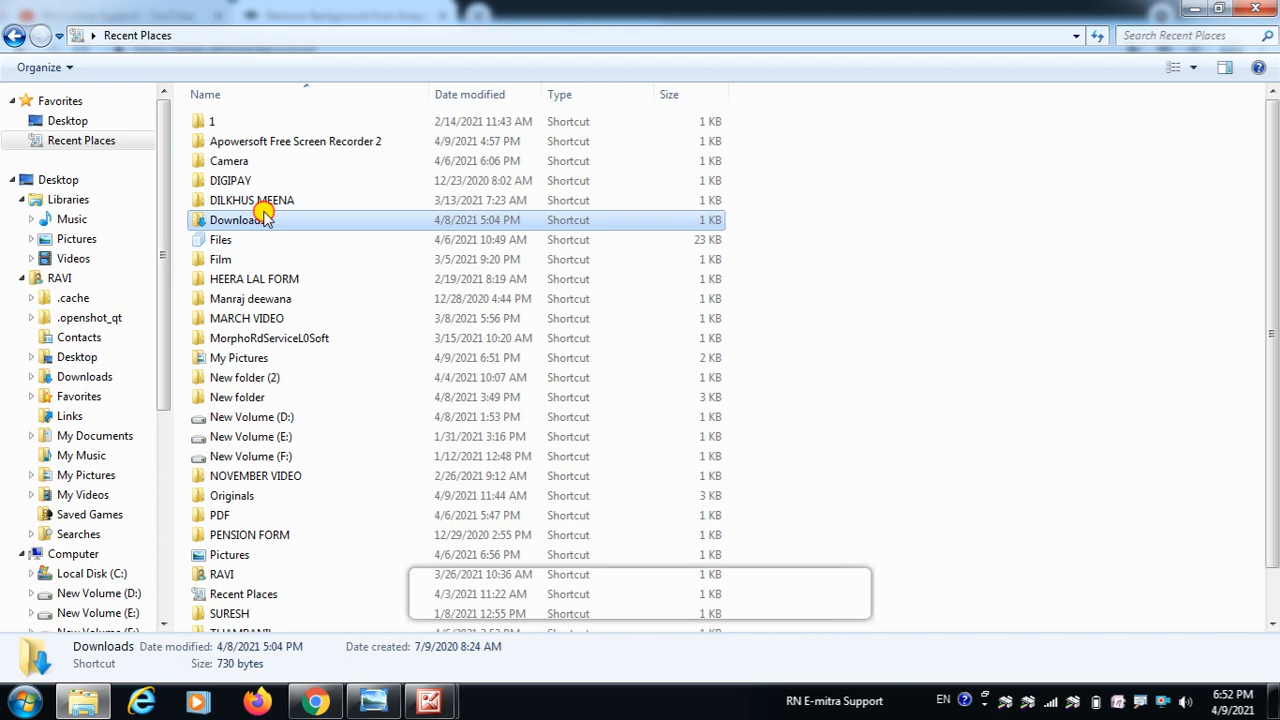 Recent Places
Search Recent Places
Organize
Favorites
Desktop
Recent Places
Desktop
Libraries
Music
Pictures
Videos
RAVI
.cache
.openshot_qt
Contacts
Desktop
Downloads
Favorites
Links
My Documents
My Music
My Pictures
My Videos
Saved Games
Searches
Computer
Local Disk (C:)
New Volume (D:)
New Volume (E:)
Name Date modified Type Size
1 2/14/2021 11:43 AM Shortcut 1 KB
Apowersoft Free Screen Recorder 2 4/9/2021 4:57 PM Shortcut 1 KB
Camera 4/6/2021 6:06 PM Shortcut 1 KB
DIGIPAY 12/23/2020 8:02 AM Shortcut 1 KB
DILKHUS MEENA 3/13/2021 7:23 AM Shortcut 1 KB
Downloads 4/8/2021 5:04 PM Shortcut 1 KB
Files 4/6/2021 10:49 AM Shortcut 23 KB
Film 3/5/2021 9:20 PM Shortcut 1 KB
HEERA LAL FORM 2/19/2021 8:19 AM Shortcut 1 KB
Manraj deewana 12/28/2020 4:44 PM Shortcut 1 KB
MARCH VIDEO 3/8/2021 5:56 PM Shortcut 1 KB
MorphoRdServiceL0Soft 3/15/2021 10:20 AM Shortcut 1 KB
My Pictures 4/9/2021 6:51 PM Shortcut 2 KB
New folder (2) 4/4/2021 10:07 AM Shortcut 1 KB
New folder 4/8/2021 3:49 PM Shortcut 3 KB
New Volume (D:) 4/8/2021 1:53 PM Shortcut 1 KB
New Volume (E:) 1/31/2021 3:16 PM Shortcut 1 KB
New Volume (F:) 1/12/2021 12:48 PM Shortcut 1 KB
NOVEMBER VIDEO 2/26/2021 9:12 AM Shortcut 1 KB
Originals 4/9/2021 11:44 AM Shortcut 3 KB
PDF 4/6/2021 5:47 PM Shortcut 1 KB
PENSION FORM 12/29/2020 2:55 PM Shortcut 1 KB
Pictures 4/6/2021 6:56 PM Shortcut 1 KB
RAVI 3/26/2021 10:36 AM Shortcut 1 KB
Recent Places 4/3/2021 11:22 AM Shortcut 1 KB
SURESH 1/8/2021 12:55 PM Shortcut 1 KB
Downloads Date modified: 4/8/2021 5:04 PM Date created: 7/9/2020 8:24 AM
Shortcut Size: 730 bytes
RN E-mitra Support EN 6:52 PM
4/9/2021